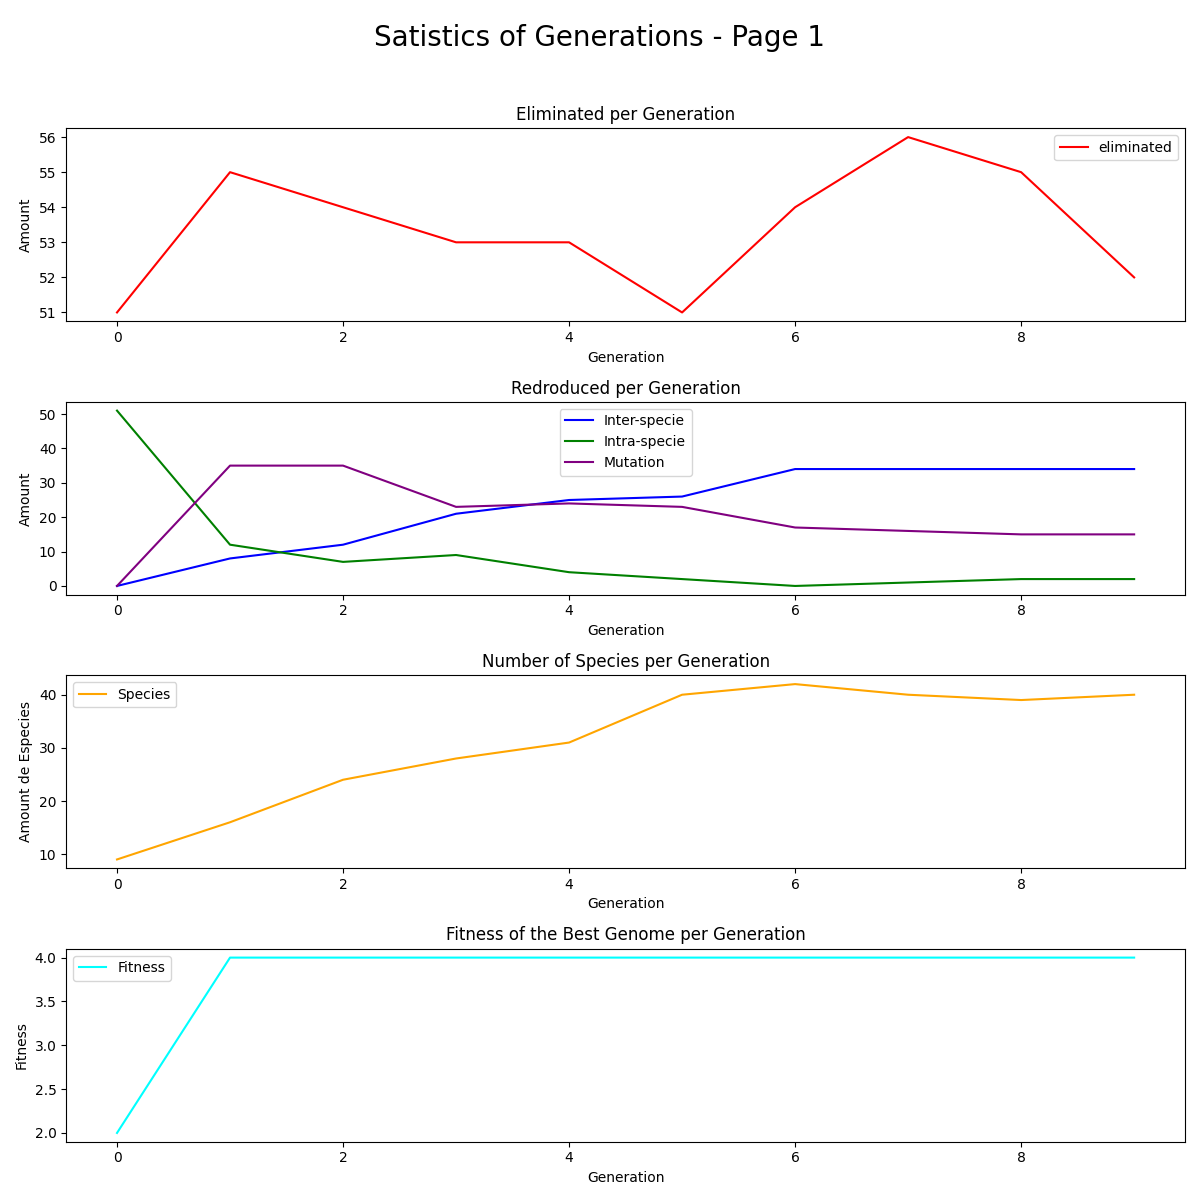 Satistics of Generations - Page 1
Eliminated per Generation
56
55
54
53
52
51
Amount
eliminated
0 2 4 6 8
Generation
Redroduced per Generation
50
40
30
20
10
0
Amount
Inter-specie
Intra-specie
Mutation
0 2 4 6 8
Generation
Number of Species per Generation
40
30
20
10
Amount de Especies
Species
0 2 4 6 8
Generation
Fitness of the Best Genome per Generation
4.0
3.5
3.0
2.5
2.0
Fitness
Fitness
0 2 4 6 8
Generation